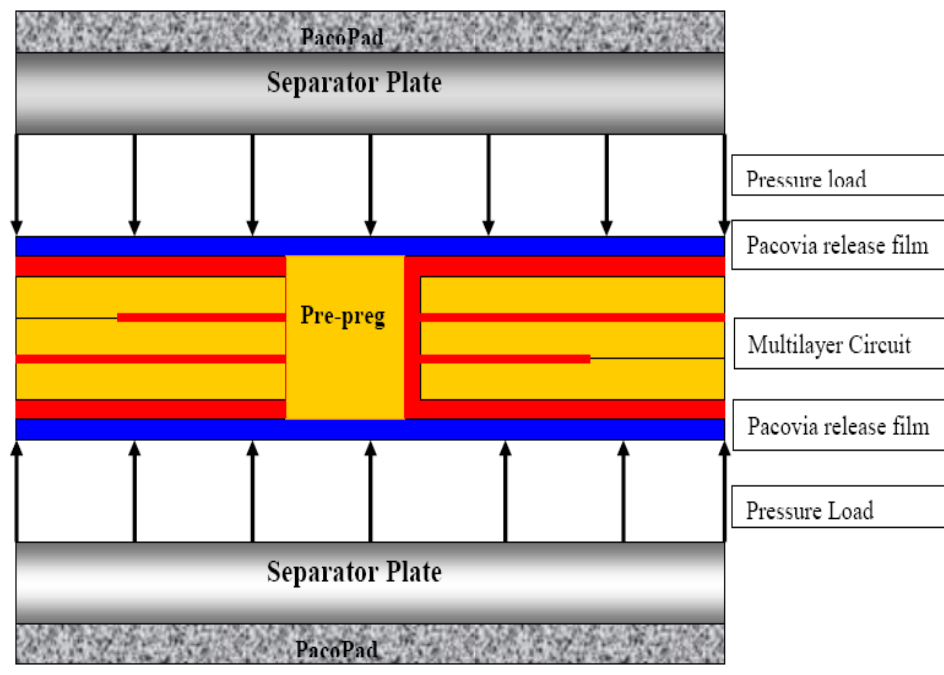 PacoPad
Separator Plate
Pressure load
Pacovia release film
Pre-preg
Multilayer Circuit
Pacovia release film
Pressure Load
Separator Plate
PacoPad